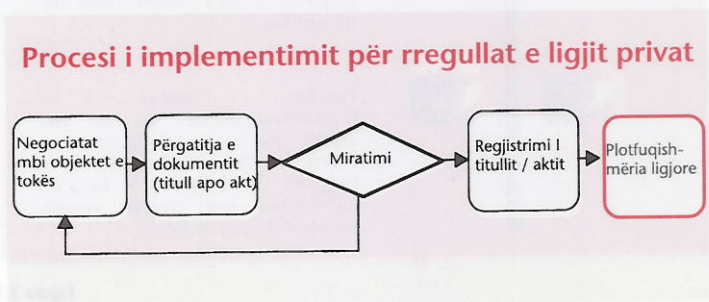 Procesi i implementimit për rregullat e ligjit privat
Negociatat
mbi objektet e
tokës
Përgatitja e
dokumentit
(titull apo akt)
Miratimi
Regjistrimi I
titullit / aktit
Plotfuqish-
mëria ligjore